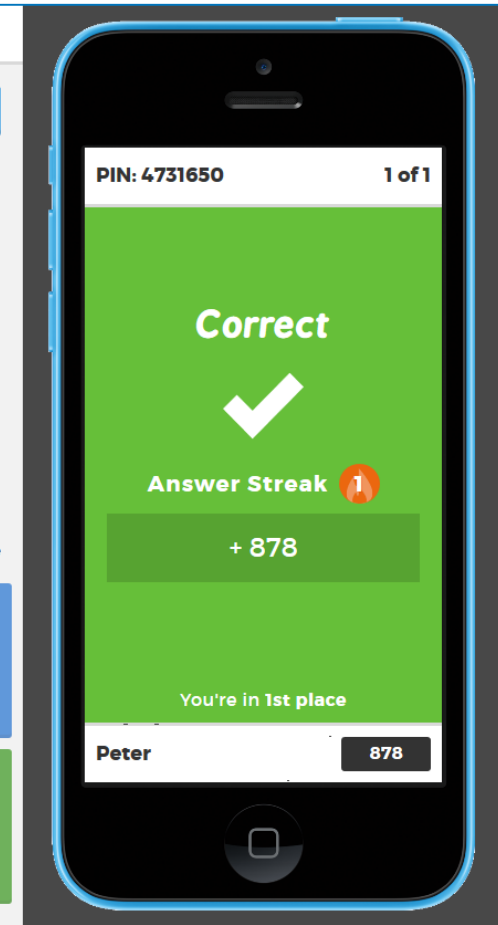 PIN: 4731650 1 of 1
Correct
Answer Streak 1
+ 878
You're in 1st place
Peter 878